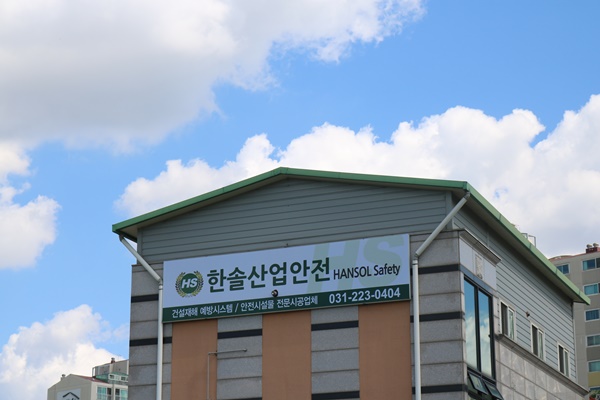 HS 한솔산업안전 HANSOL Safety
건설재해 예방시스템 / 안전시설물 전문시공업체 031-223-0404